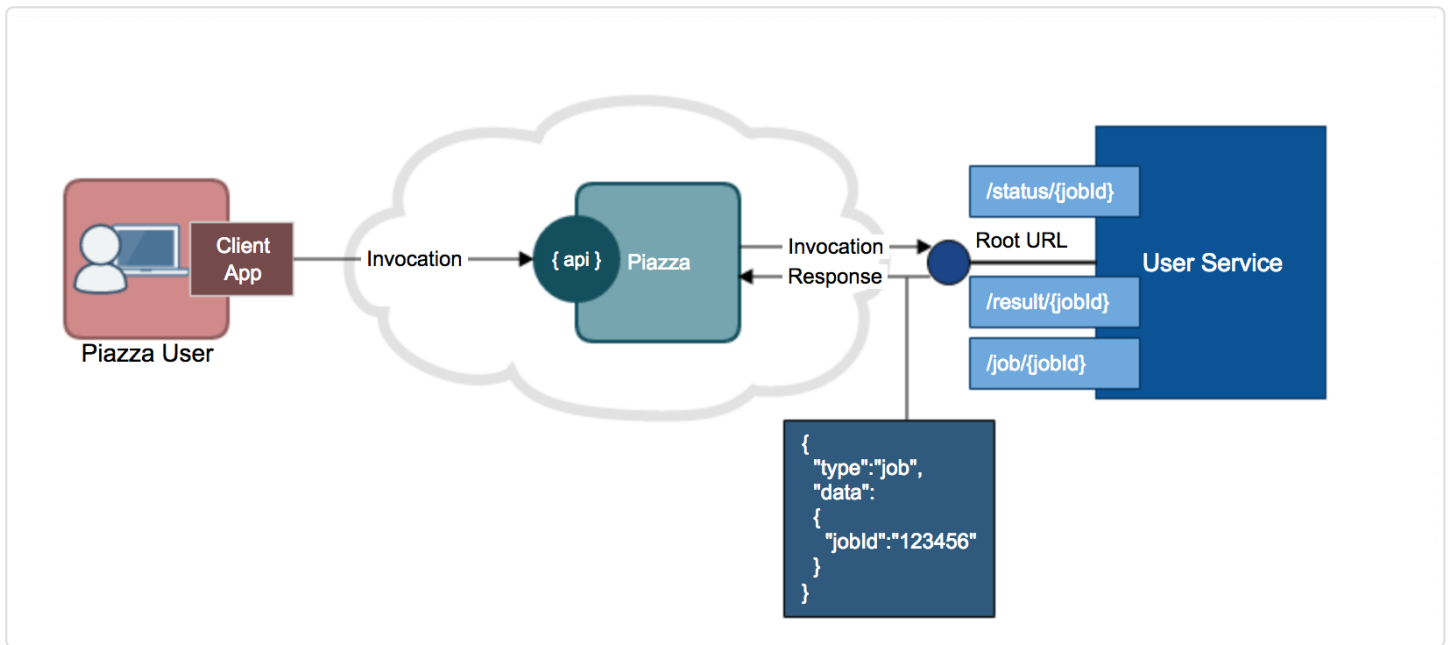 Client
App
Piazza User
Invocation
{ api }
Piazza
Invocation
Response
Root URL
/status/{jobId}
/result/{jobId}
/job/{jobId}
User Service
{
"type":"job",
"data":
{
"jobId":"123456"
}
}